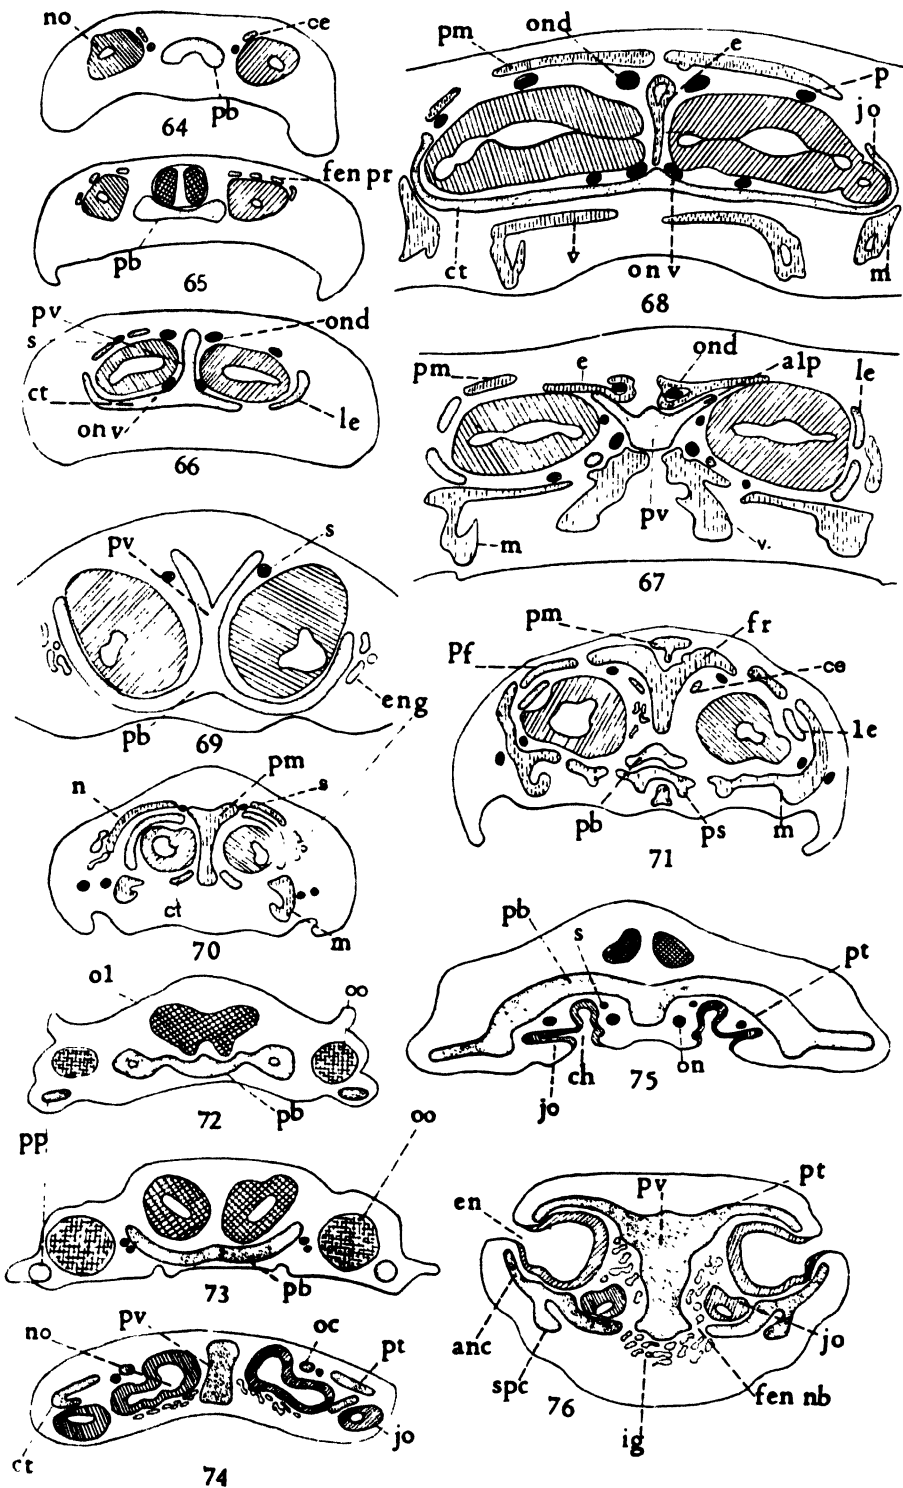 no ce
pb
64
fen pr
pb
65
pv ond
s
ct le
onv
66
pm ond e p
jo
ct v onv m
68
pm e ond alp le
pv v.
m
67
pv s
eng
pb
69
n pm s
ct
m
70
pm fr
Pf ce
le
pb ps m
71
ol oo
pb
72
pp
oo
pb
73
no pv oc pt
ct jo
74
pb s pt
jo ch on
75
en pv pt
anc jo
spc fen nb
ig
76